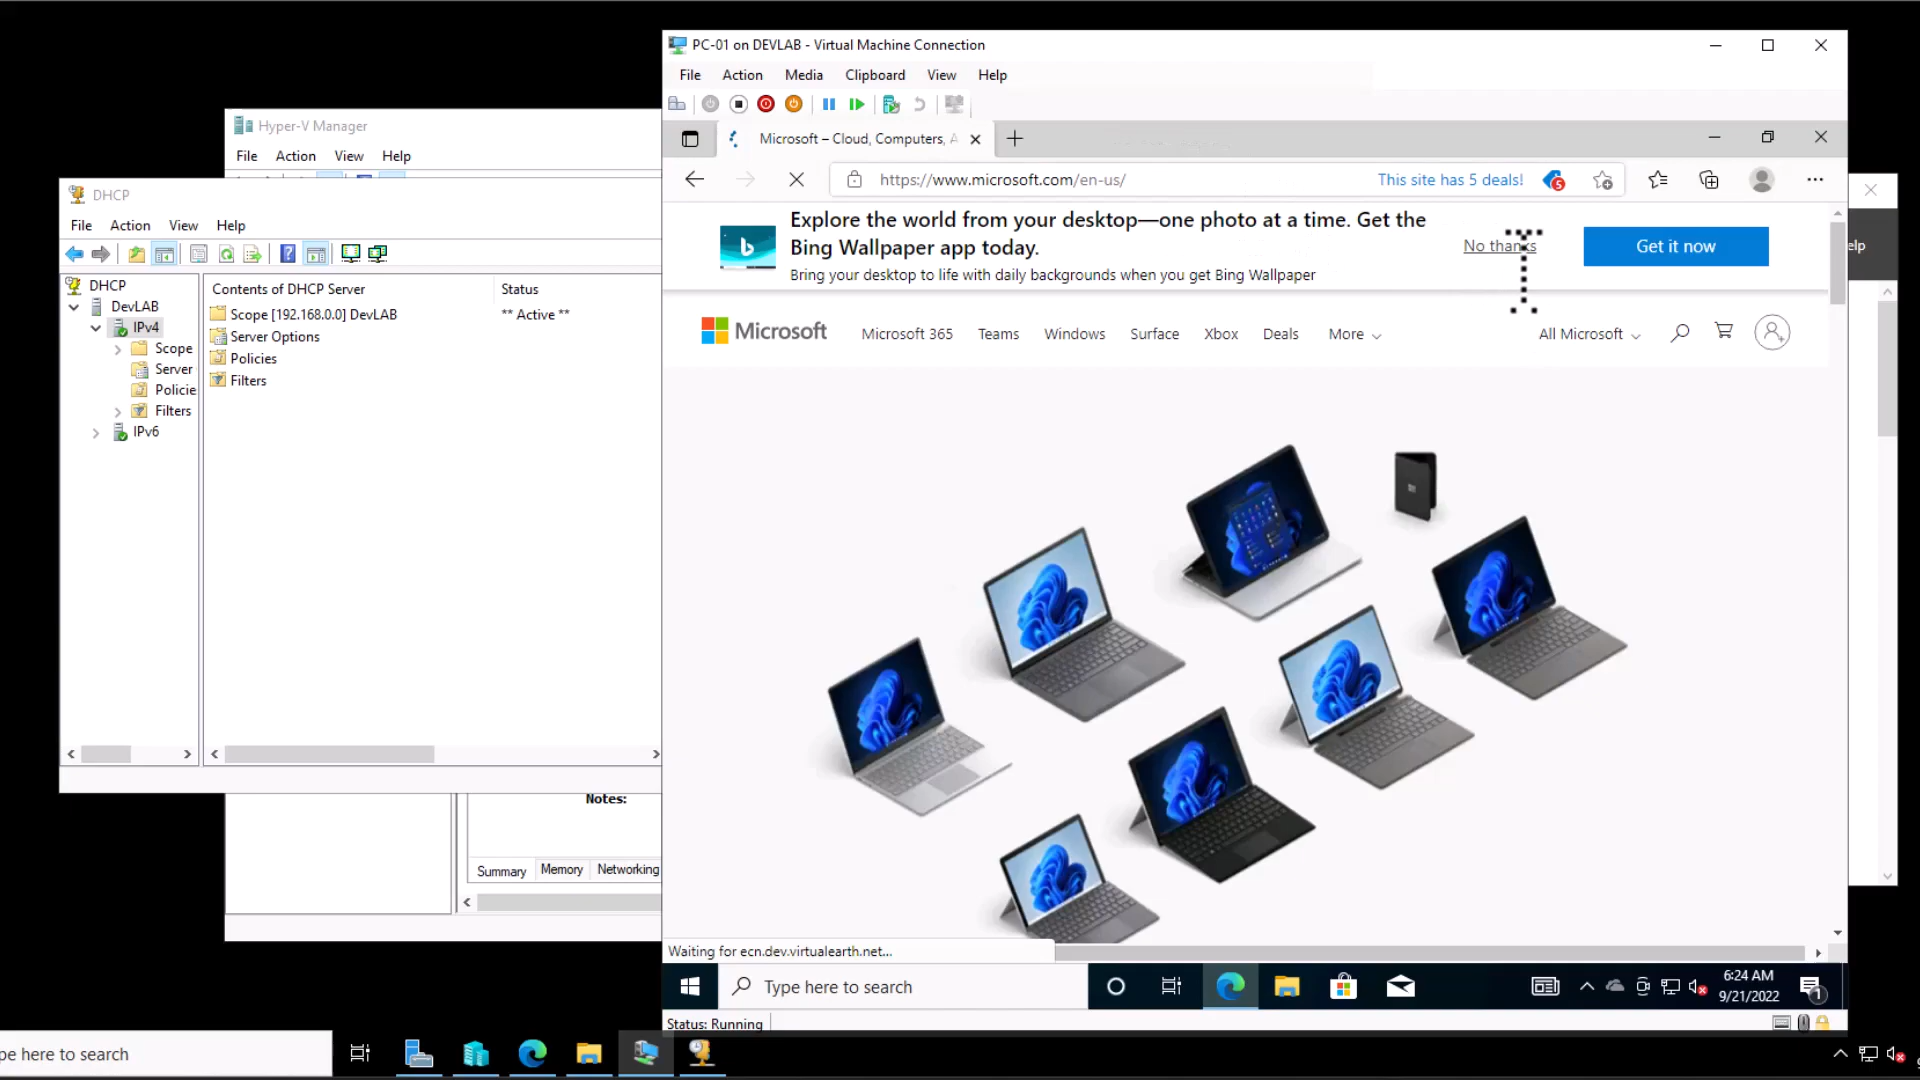 PC-01 on DEVLAB - Virtual Machine Connection
File Action Media Clipboard View Help
Hyper-V Manager
File Action View Help
Microsoft – Cloud, Computers, A
https://www.microsoft.com/en-us/
This site has 5 deals!
5
DHCP
File Action View Help
Explore the world from your desktop—one photo at a time. Get the
Bing Wallpaper app today.
Bring your desktop to life with daily backgrounds when you get Bing Wallpaper
No thanks
Get it now
elp
DHCP
DevLAB
IPv4
Scope
Server
Policie
Filters
IPv6
Contents of DHCP Server
Status
Scope [192.168.0.0] DevLAB
** Active **
Server Options
Policies
Filters
Microsoft
Microsoft 365 Teams Windows Surface Xbox Deals More
All Microsoft
Notes:
Summary Memory Networking
Waiting for ecn.dev.virtualearth.net...
Type here to search
6:24 AM
9/21/2022
1
Status: Running
pe here to search